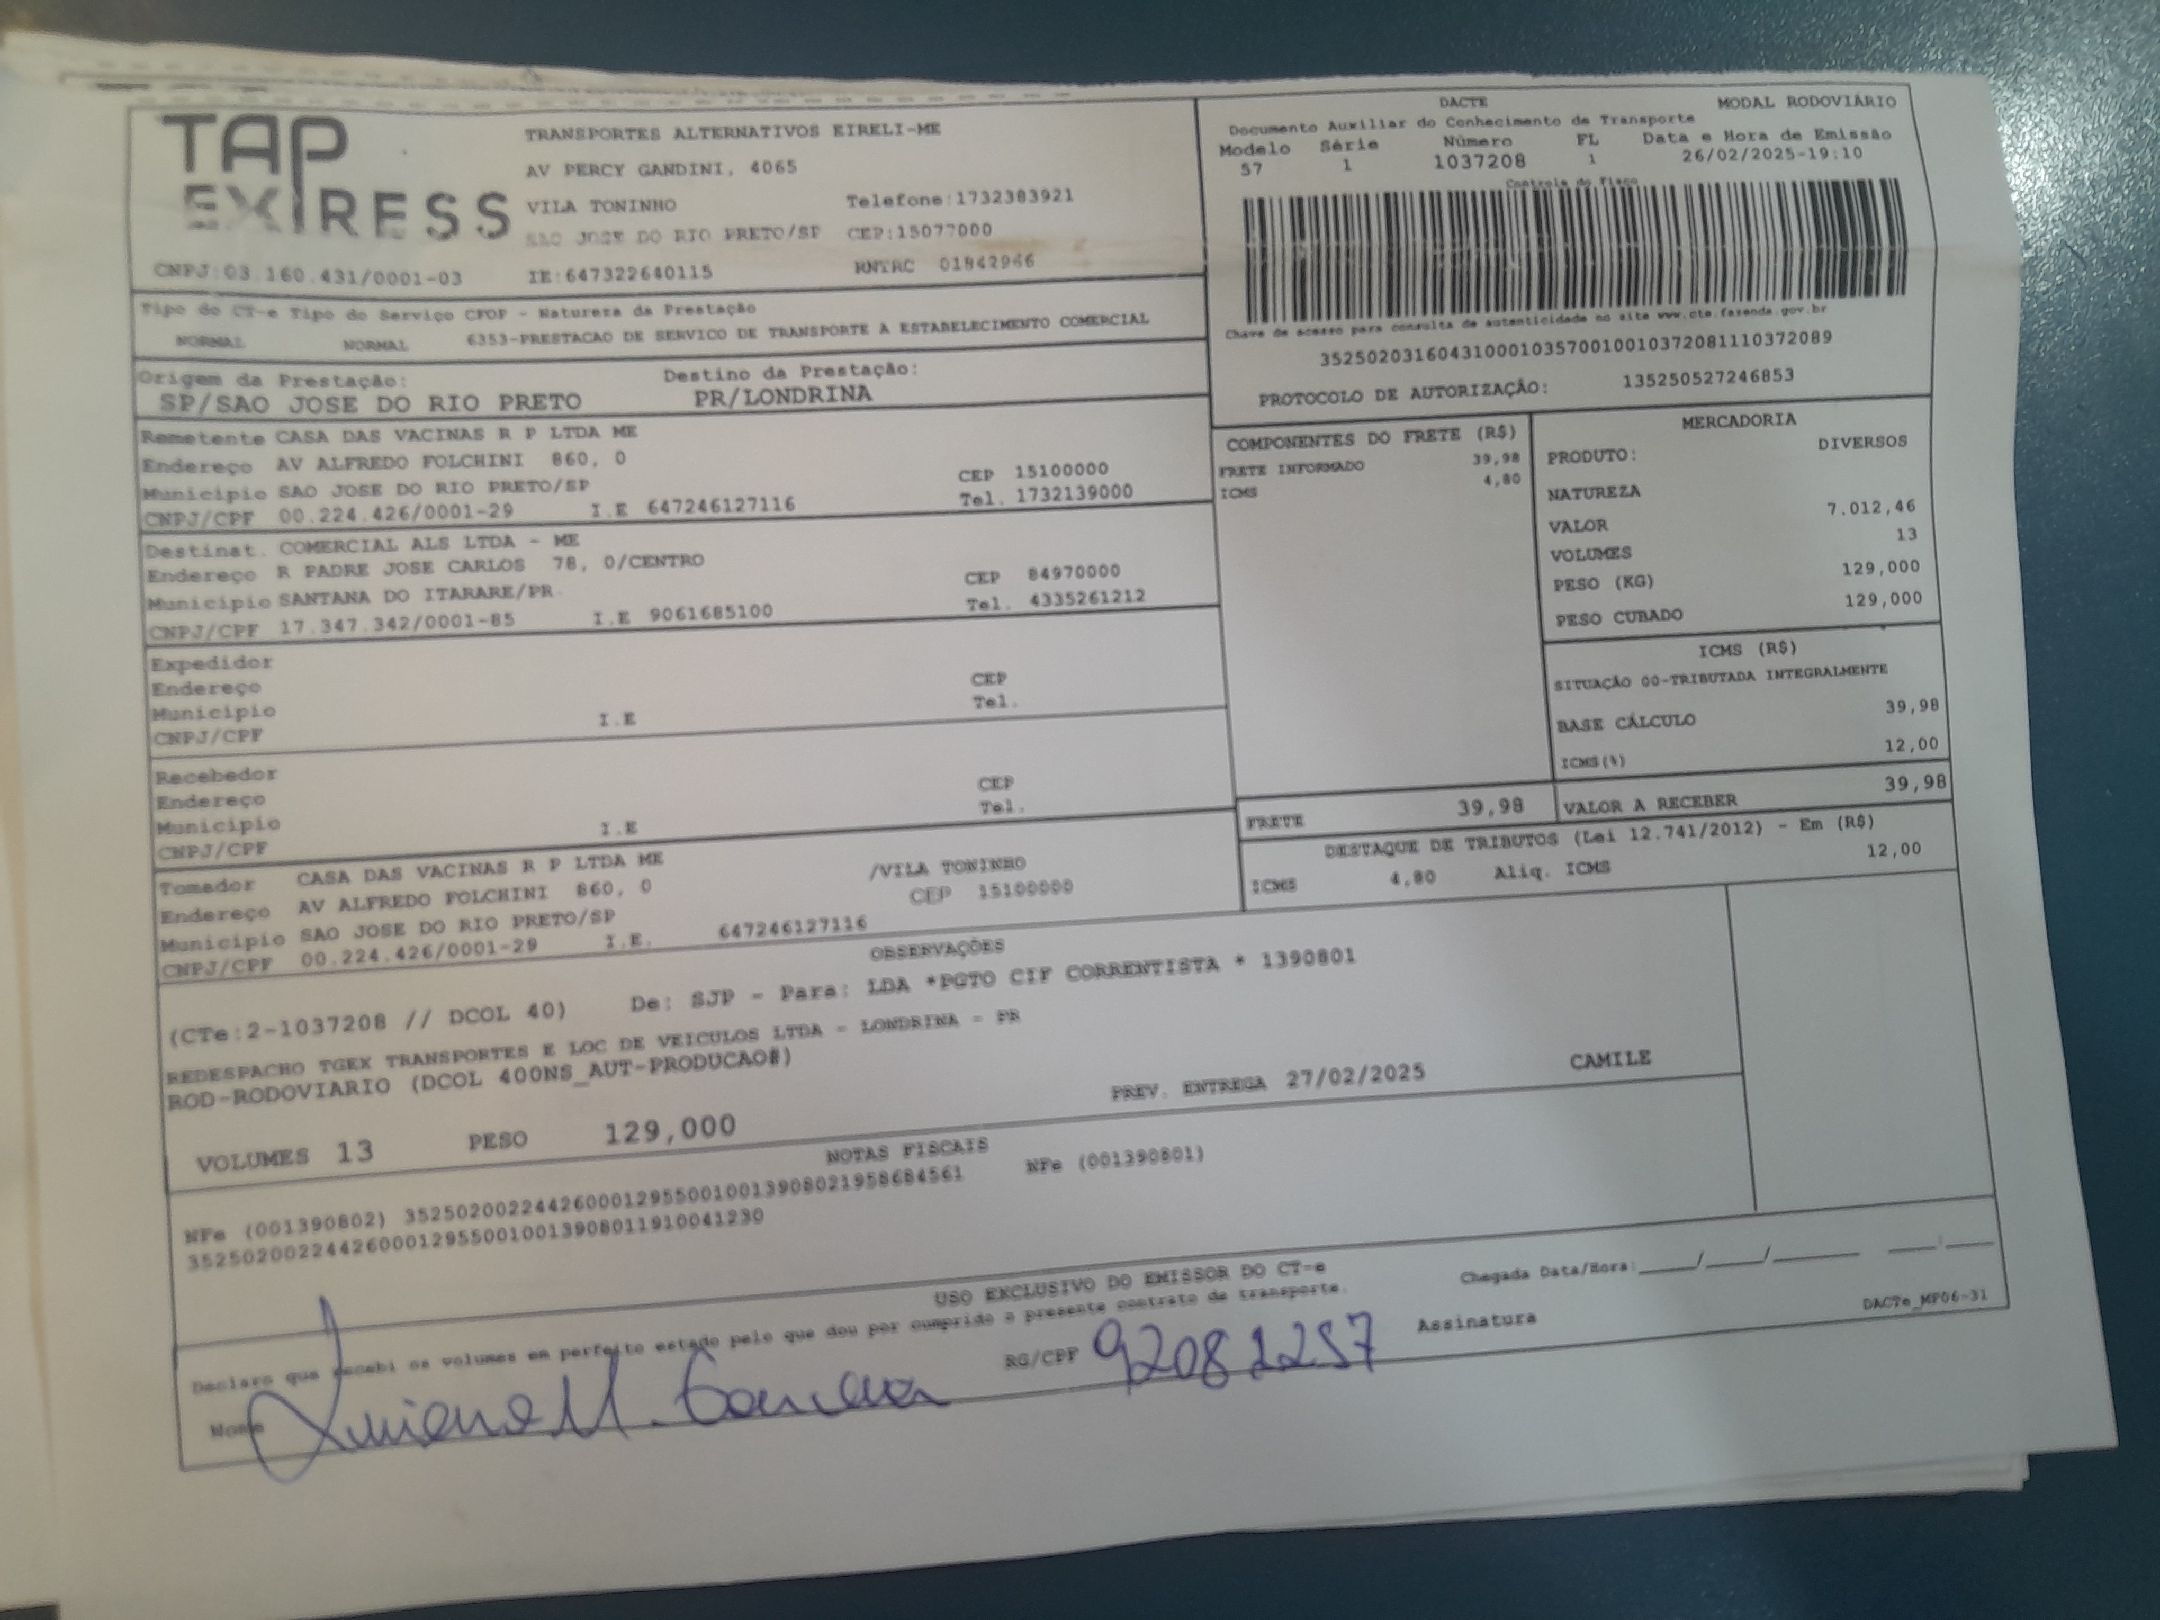 TAP
EXPRESS
TRANSPORTES ALTERNATIVOS EIRELI-ME
AV PERCY GANDINI, 4065
VILA TONINHO Telefone:1732383921
SAO JOSE DO RIO PRETO/SP CEP:15077000
CNPJ:03.160.431/0001-03 IE:647322640115 RNTRC 01842966
DACTE MODAL RODOVIÁRIO
Documento Auxiliar do Conhecimento de Transporte
Modelo Série Número FL Data e Hora de Emissão
57 1 1037208 1 26/02/2025-19:10
Controle do Fisco
Chave de acesso para consulta de autenticidade no site www.cte.fazenda.gov.br
35250203160431000103570010010372081110372089
PROTOCOLO DE AUTORIZAÇÃO: 135250527246853
Tipo do CT-e Tipo do Serviço CFOP - Natureza da Prestação
NORMAL NORMAL 6353-PRESTACAO DE SERVICO DE TRANSPORTE A ESTABELECIMENTO COMERCIAL
Origem da Prestação: Destino da Prestação:
SP/SAO JOSE DO RIO PRETO PR/LONDRINA
Remetente CASA DAS VACINAS R P LTDA ME
Endereço AV ALFREDO FOLCHINI 860, 0 CEP 15100000
Município SAO JOSE DO RIO PRETO/SP Tel. 1732139000
CNPJ/CPF 00.224.426/0001-29 I.E 647246127116
Destinat. COMERCIAL ALS LTDA - ME
Endereço R PADRE JOSE CARLOS 78, 0/CENTRO CEP 84970000
Município SANTANA DO ITARARE/PR Tel. 4335261212
CNPJ/CPF 17.347.342/0001-85 I.E 9061685100
Expedidor
Endereço CEP
Município Tel.
CNPJ/CPF I.E
Recebedor
Endereço CEP
Município Tel.
CNPJ/CPF I.E
Tomador CASA DAS VACINAS R P LTDA ME /VILA TONINHO
Endereço AV ALFREDO FOLCHINI 860, 0 CEP 15100000
Município SAO JOSE DO RIO PRETO/SP
CNPJ/CPF 00.224.426/0001-29 I.E. 647246127116
COMPONENTES DO FRETE (R$)
FRETE INFORMADO 39,98
ICMS 4,80
MERCADORIA
PRODUTO: DIVERSOS
NATUREZA
VALOR 7.012,46
VOLUMES 13
PESO (KG) 129,000
PESO CUBADO 129,000
ICMS (R$)
SITUAÇÃO 00-TRIBUTADA INTEGRALMENTE
BASE CÁLCULO 39,98
ICMS(%) 12,00
FRETE 39,98 VALOR A RECEBER 39,98
DESTAQUE DE TRIBUTOS (Lei 12.741/2012) - Em (R$)
ICMS 4,80 Aliq. ICMS 12,00
OBSERVAÇÕES
(CTe:2-1037208 // DCOL 40) De: SJP - Para: LDA *PGTO CIF CORRENTISTA * 1390801
REDESPACHO TGEX TRANSPORTES E LOC DE VEICULOS LTDA - LONDRINA - PR
ROD-RODOVIARIO (DCOL 400NS_AUT-PRODUCAO#)
VOLUMES 13 PESO 129,000 PREV. ENTREGA 27/02/2025 CAMILE
NOTAS FISCAIS
NFe (001390802) 35250200224426000129550010013908021958684561 NFe (001390801)
35250200224426000129550010013908011910041230
USO EXCLUSIVO DO EMISSOR DO CT-e
Declaro que recebi os volumes em perfeito estado pelo que dou por cumprido o presente contrato de transporte. Chegada Data/Hora:____/____/______ ____:____
Nome RG/CPF 92081257 Assinatura DACTe_MP06-31